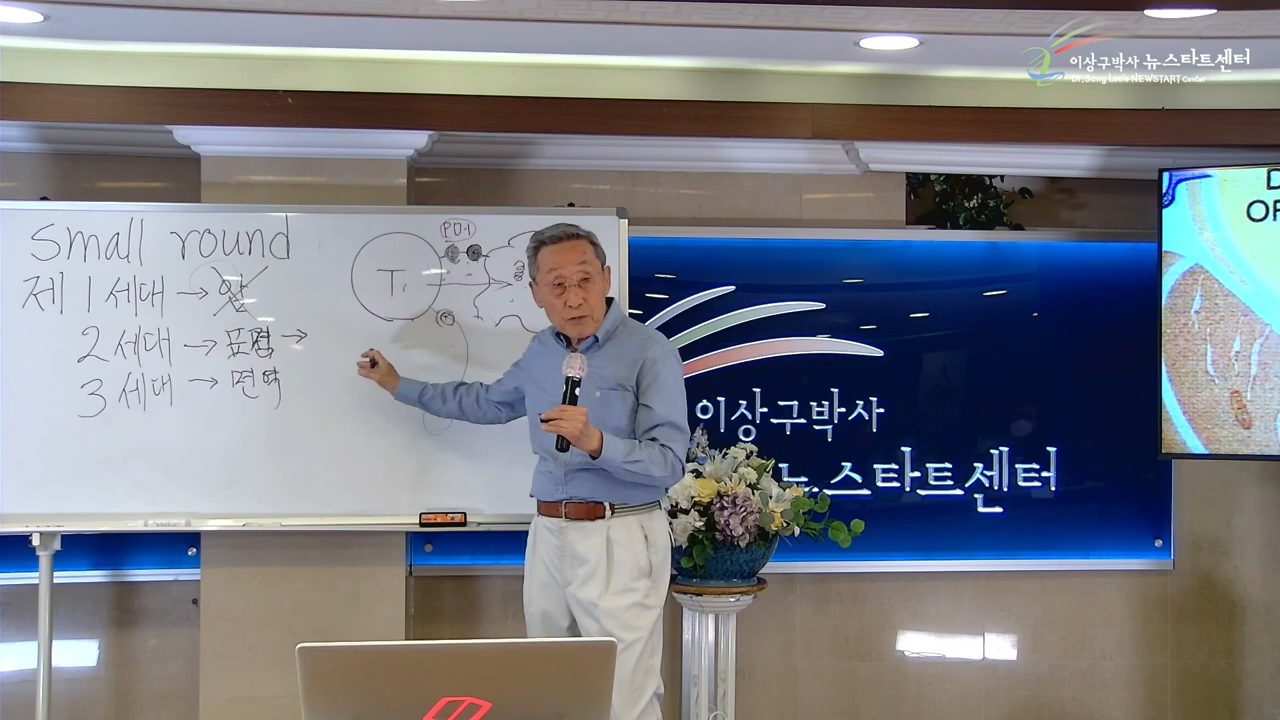 이상구박사 뉴스타트센터
Dr. Sang Lee's NEWSTART Center
small round
제 1 세대 → 암
2 세대 → 표적 →
3 세대 → 면역
PD-1
T
D
OF
이상구박사
뉴스타트센터